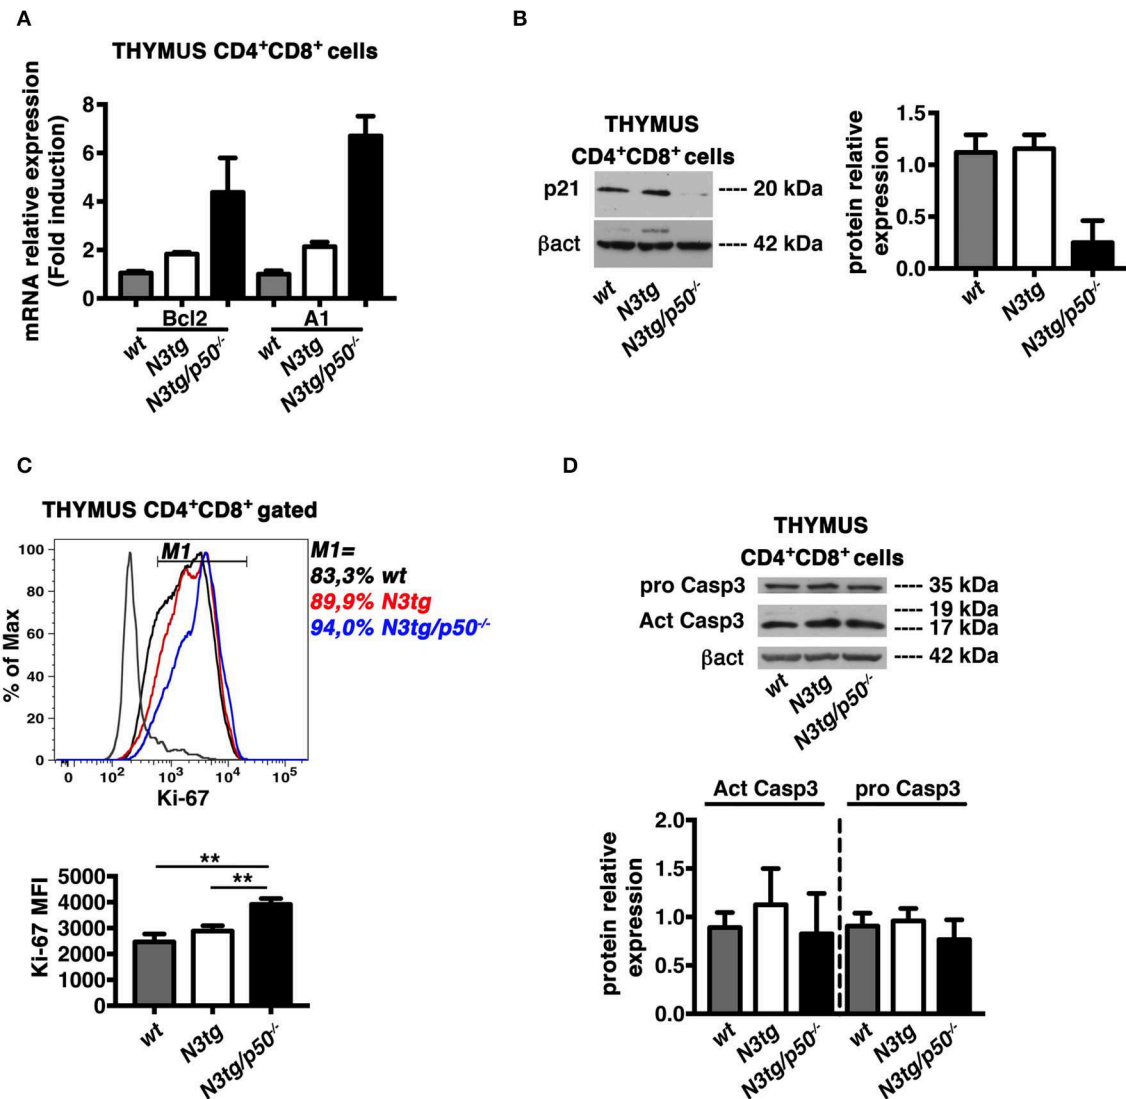 A
THYMUS CD4⁺CD8⁺ cells
mRNA relative expression
(Fold induction)
8
6
4
2
0
Bcl2
A1
wt
N3tg
N3tg/p50⁻/⁻
wt
N3tg
N3tg/p50⁻/⁻
B
THYMUS
CD4⁺CD8⁺ cells
p21
---- 20 kDa
βact
---- 42 kDa
wt
N3tg
N3tg/p50⁻/⁻
protein relative
expression
1.5
1.0
0.5
0.0
wt
N3tg
N3tg/p50⁻/⁻
C
THYMUS CD4⁺CD8⁺ gated
% of Max
100
80
60
40
20
0
M1
0 10² 10³ 10⁴ 10⁵
Ki-67
M1=
83,3% wt
89,9% N3tg
94,0% N3tg/p50⁻/⁻
Ki-67 MFI
5000
4000
3000
2000
1000
0
**
**
wt
N3tg
N3tg/p50⁻/⁻
D
THYMUS
CD4⁺CD8⁺ cells
pro Casp3
---- 35 kDa
Act Casp3
---- 19 kDa
---- 17 kDa
βact
---- 42 kDa
wt
N3tg
N3tg/p50⁻/⁻
Act Casp3
pro Casp3
protein relative
expression
2.0
1.5
1.0
0.5
0.0
wt
N3tg
N3tg/p50⁻/⁻
wt
N3tg
N3tg/p50⁻/⁻